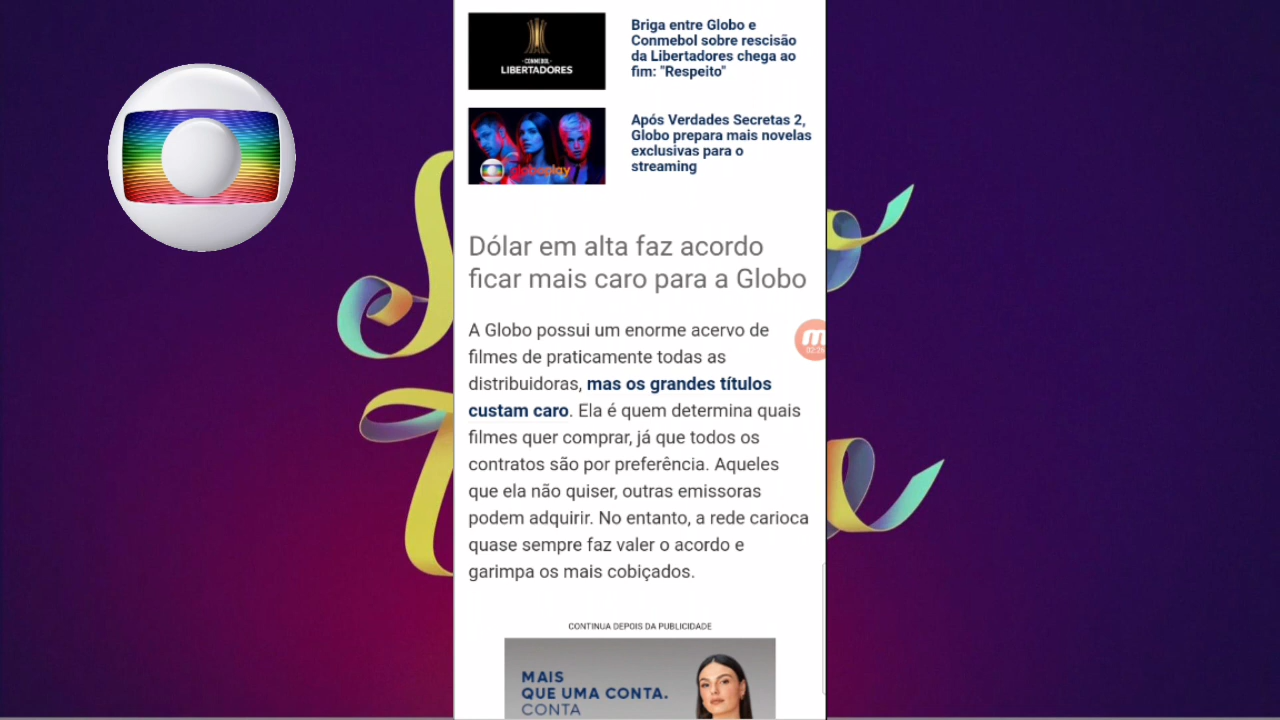 CONMEBOL
LIBERTADORES
Briga entre Globo e
Conmebol sobre rescisão
da Libertadores chega ao
fim: "Respeito"
globoplay
Após Verdades Secretas 2,
Globo prepara mais novelas
exclusivas para o
streaming
Dólar em alta faz acordo
ficar mais caro para a Globo
A Globo possui um enorme acervo de
filmes de praticamente todas as
distribuidoras, mas os grandes títulos
custam caro. Ela é quem determina quais
filmes quer comprar, já que todos os
contratos são por preferência. Aqueles
que ela não quiser, outras emissoras
podem adquirir. No entanto, a rede carioca
quase sempre faz valer o acordo e
garimpa os mais cobiçados.
CONTINUA DEPOIS DA PUBLICIDADE
MAIS
QUE UMA CONTA.
CONTA